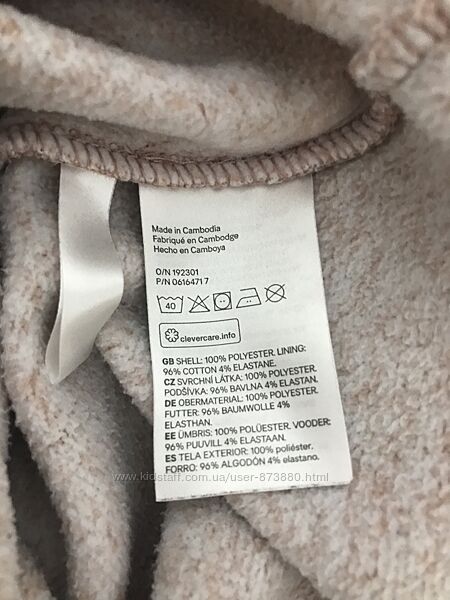 Made in Cambodia
Fabriqué en Cambodge
Hecho en Camboya
O/N 192301
P/N 06164717
40
clevercare.info
GB SHELL: 100% POLYESTER. LINING:
96% COTTON 4% ELASTANE.
CZ SVRCHNÍ LÁTKA: 100% POLYESTER.
PODŠÍVKA: 96% BAVLNA 4% ELASTAN.
DE OBERMATERIAL: 100% POLYESTER.
FUTTER: 96% BAUMWOLLE 4%
ELASTHAN.
EE ÜMBRIS: 100% POLÜESTER. VOODER:
96% PUUVILL 4% ELASTAAN.
ES TELA EXTERIOR: 100% poliéster.
FORRO: 96% ALGODÓN 4% elastano.
www.kidstaff.com.ua/user-873880.html